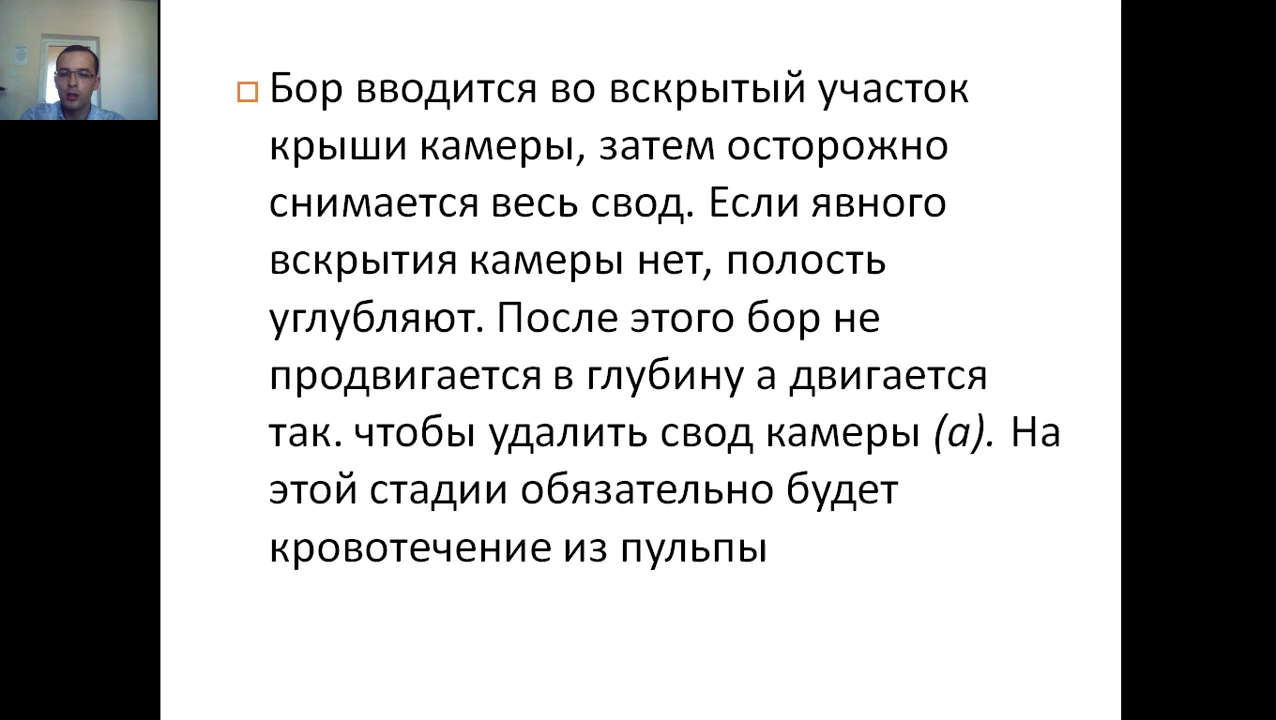 Бор вводится во вскрытый участок
крыши камеры, затем осторожно
снимается весь свод. Если явного
вскрытия камеры нет, полость
углубляют. После этого бор не
продвигается в глубину а двигается
так. чтобы удалить свод камеры (а). На
этой стадии обязательно будет
кровотечение из пульпы